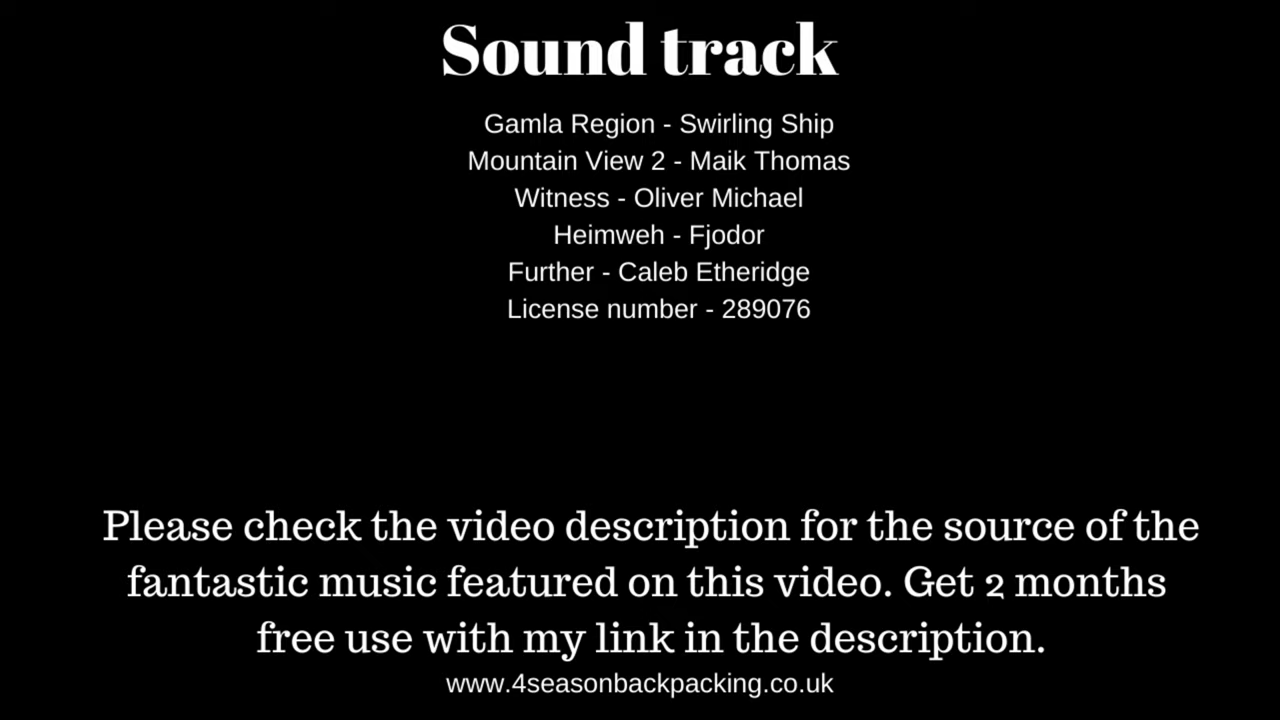 Sound track
Gamla Region - Swirling Ship
Mountain View 2 - Maik Thomas
Witness - Oliver Michael
Heimweh - Fjodor
Further - Caleb Etheridge
License number - 289076
Please check the video description for the source of the
fantastic music featured on this video. Get 2 months
free use with my link in the description.
www.4seasonbackpacking.co.uk